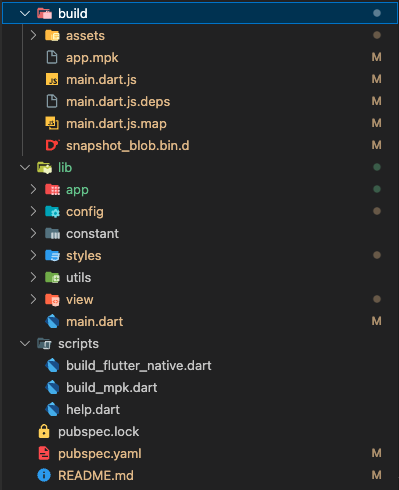 build
assets
app.mpk M
JS main.dart.js M
main.dart.js.deps M
JS main.dart.js.map M
D snapshot_blob.bin.d M
lib
app
config
constant
styles
utils
view
main.dart M
scripts
build_flutter_native.dart
build_mpk.dart
help.dart
pubspec.lock
pubspec.yaml M
README.md M